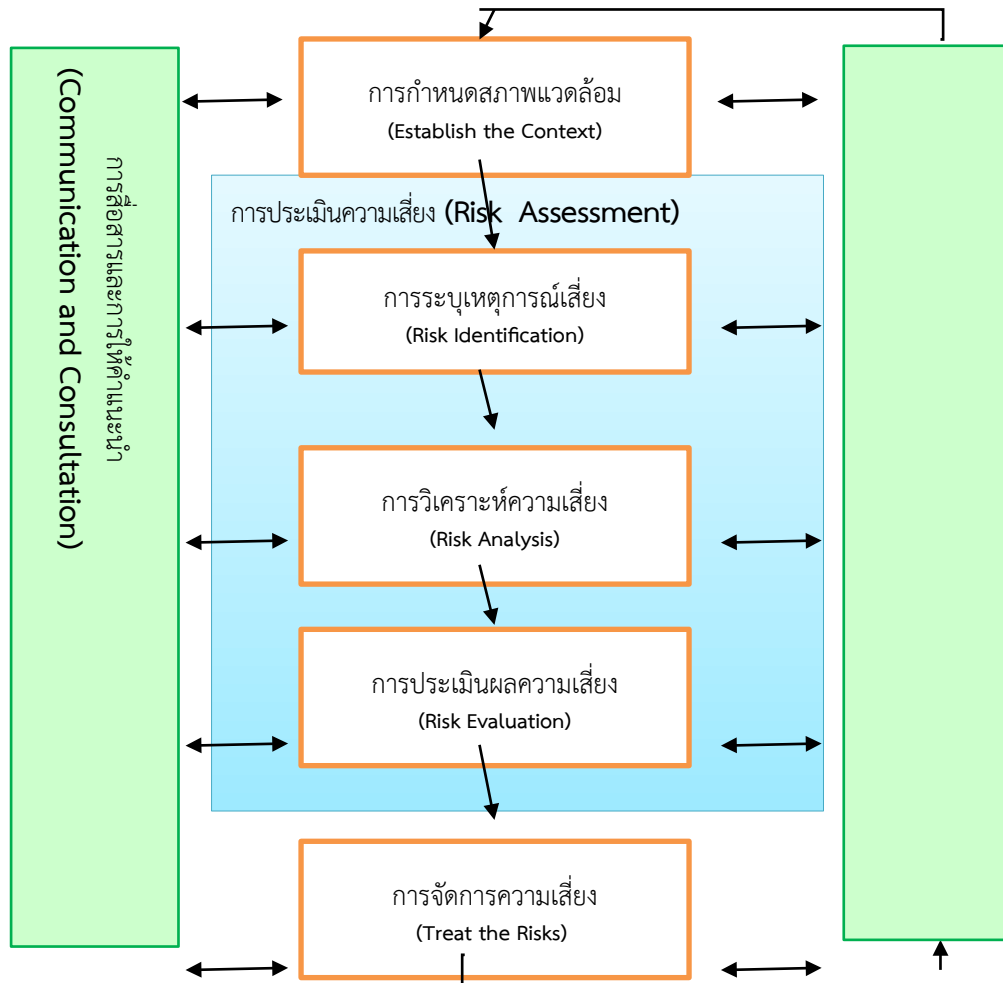 การกำหนดสภาพแวดล้อม
(Establish the Context)
การสื่อสารและการให้คำแนะนำ
(Communication and Consultation)
การประเมินความเสี่ยง (Risk Assessment)
การระบุเหตุการณ์เสี่ยง
(Risk Identification)
การวิเคราะห์ความเสี่ยง
(Risk Analysis)
การประเมินผลความเสี่ยง
(Risk Evaluation)
การจัดการความเสี่ยง
(Treat the Risks)